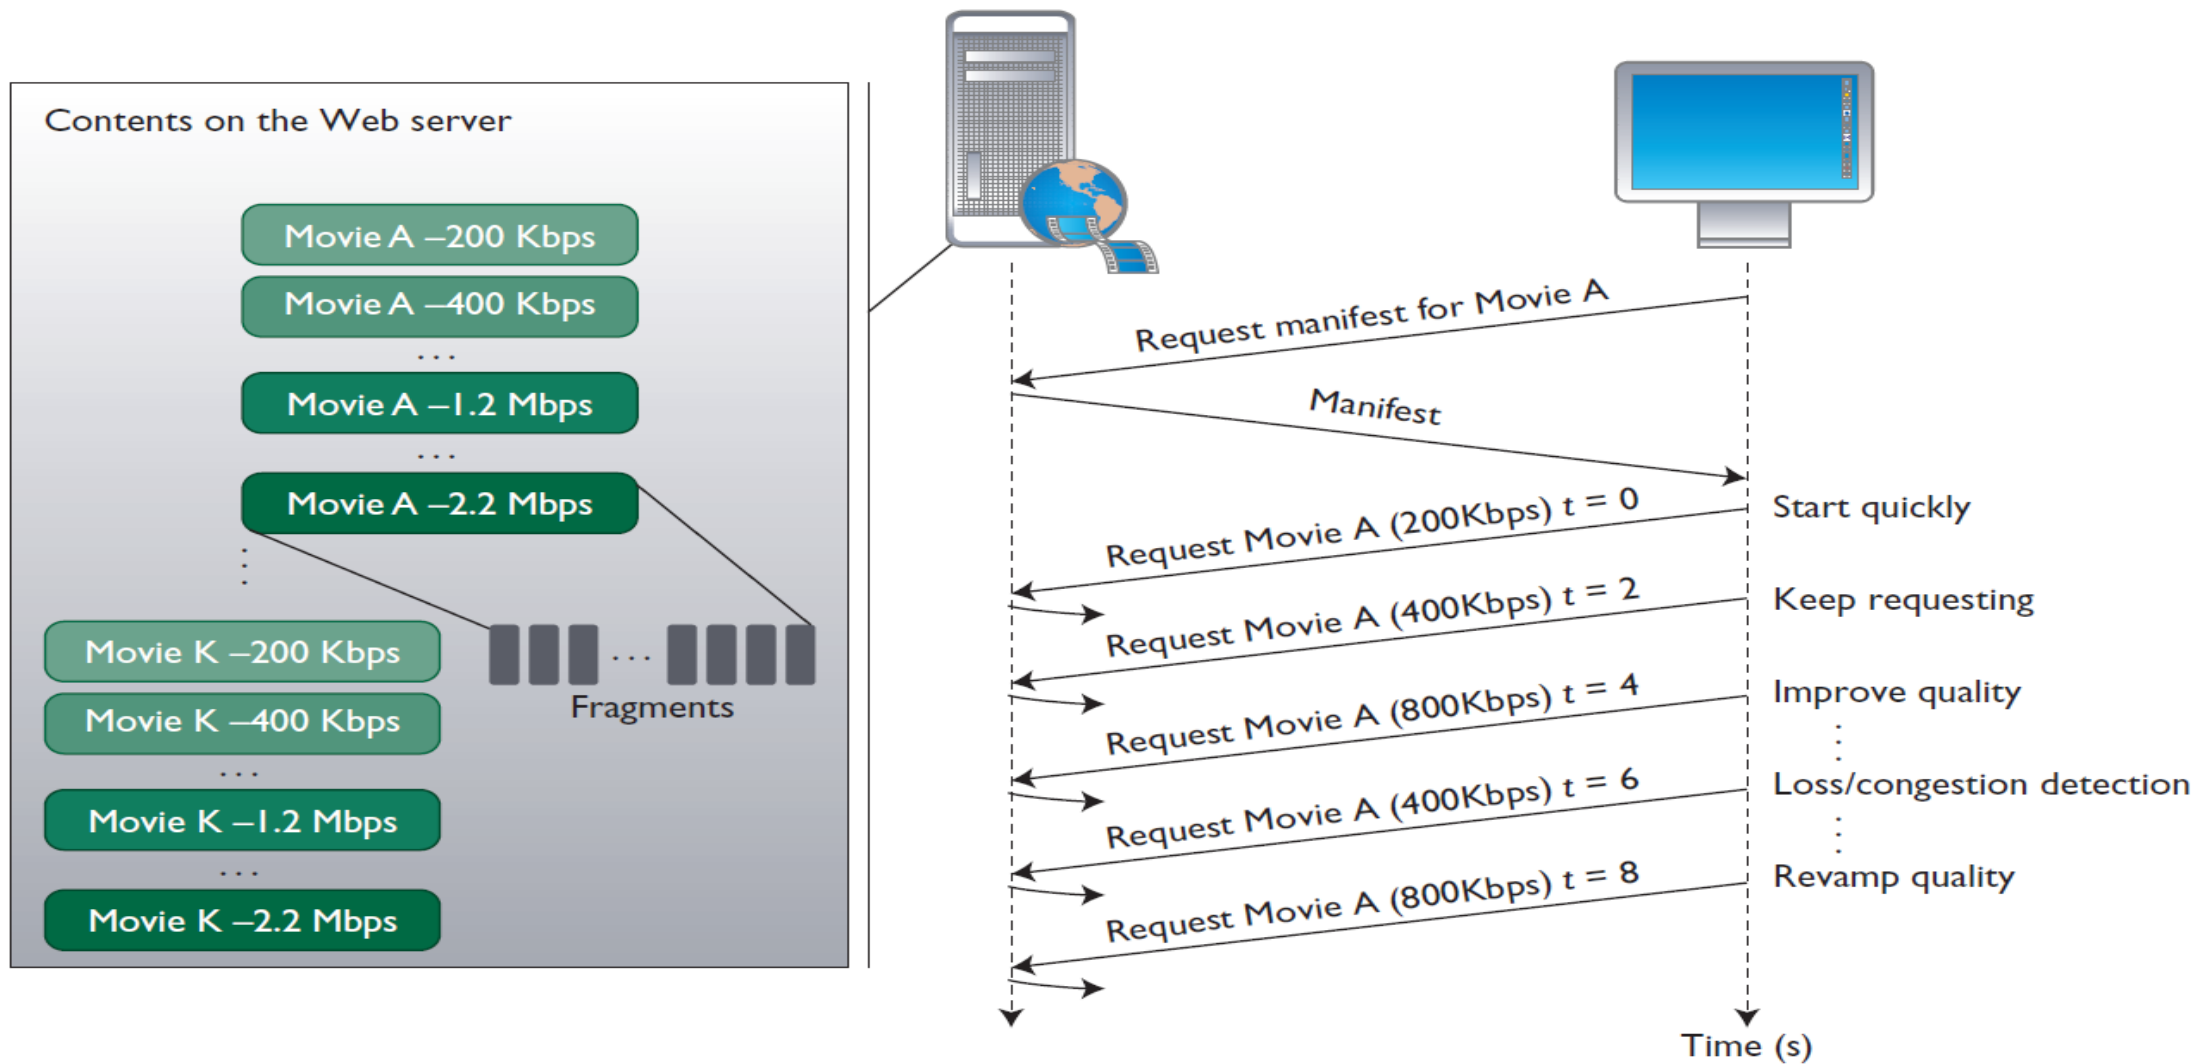 Contents on the Web server
Movie A –200 Kbps
Movie A –400 Kbps
...
Movie A –1.2 Mbps
...
Movie A –2.2 Mbps
...
Movie K –200 Kbps
Movie K –400 Kbps
...
Movie K –1.2 Mbps
...
Movie K –2.2 Mbps
...
Fragments
Request manifest for Movie A
Manifest
Request Movie A (200Kbps) t = 0
Start quickly
Request Movie A (400Kbps) t = 2
Keep requesting
Request Movie A (800Kbps) t = 4
Improve quality
...
Request Movie A (400Kbps) t = 6
Loss/congestion detection
...
Request Movie A (800Kbps) t = 8
Revamp quality
Time (s)